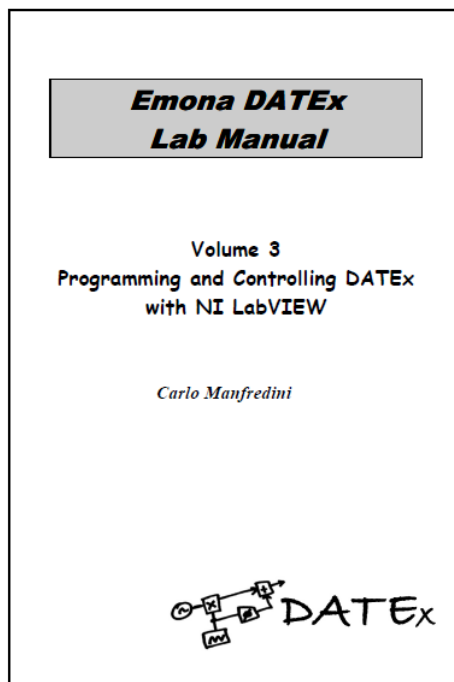 Emona DATEx
Lab Manual
Volume 3
Programming and Controlling DATEx
with NI LabVIEW
Carlo Manfredini
DATEx